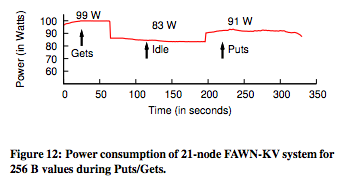 99 W
83 W
91 W
Gets
Idle
Puts
Power (in Watts)
100
90
80
70
60
0 50 100 150 200 250 300 350
Time (in seconds)
Figure 12: Power consumption of 21-node FAWN-KV system for
256 B values during Puts/Gets.